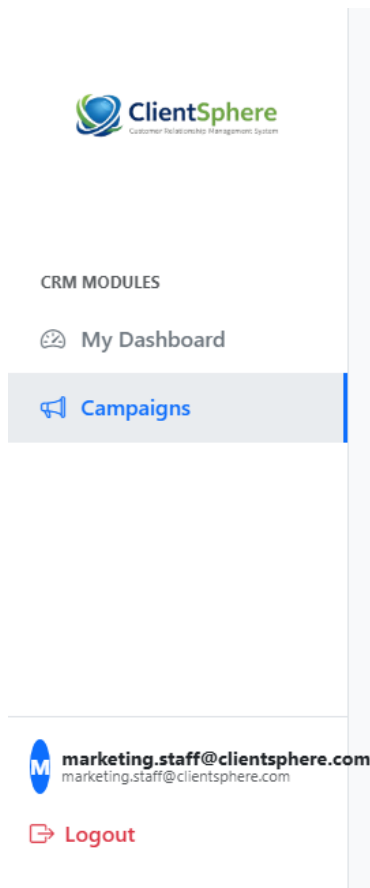 ClientSphere
Customer Relationship Management System
CRM MODULES
My Dashboard
Campaigns
M
marketing.staff@clientsphere.com
marketing.staff@clientsphere.com
Logout